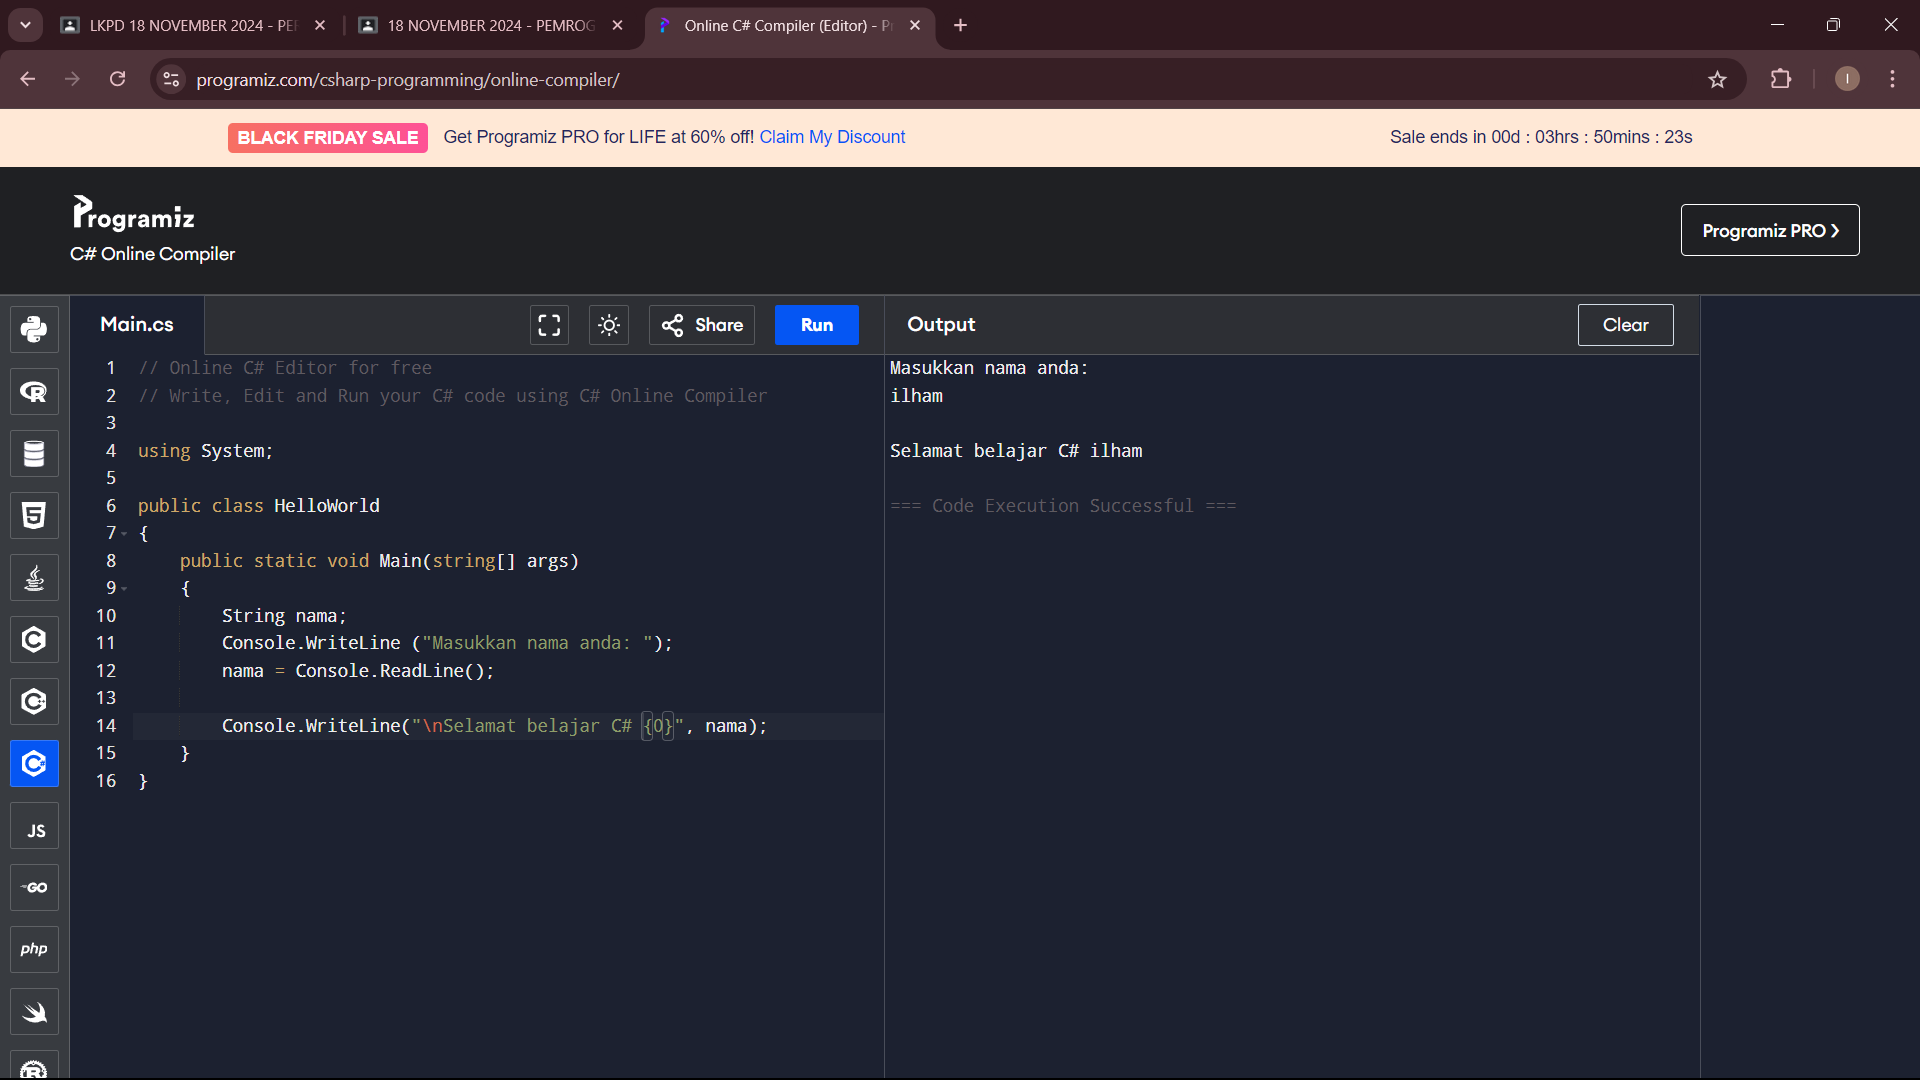 LKPD 18 NOVEMBER 2024 - PE
18 NOVEMBER 2024 - PEMROG
Online C# Compiler (Editor) - P
programiz.com/csharp-programming/online-compiler/
I
BLACK FRIDAY SALE Get Programiz PRO for LIFE at 60% off! Claim My Discount Sale ends in 00d : 03hrs : 50mins : 23s
Programiz
C# Online Compiler
Programiz PRO ❯
Main.cs
Share
Run
Output
Clear
1 // Online C# Editor for free
2 // Write, Edit and Run your C# code using C# Online Compiler
3
4 using System;
5
6 public class HelloWorld
7 {
8 public static void Main(string[] args)
9 {
10 String nama;
11 Console.WriteLine ("Masukkan nama anda: ");
12 nama = Console.ReadLine();
13
14 Console.WriteLine("\nSelamat belajar C# {0}", nama);
15 }
16 }
Masukkan nama anda:
ilham
Selamat belajar C# ilham
=== Code Execution Successful ===
R
5
C
C
C#
JS
GO
php
R